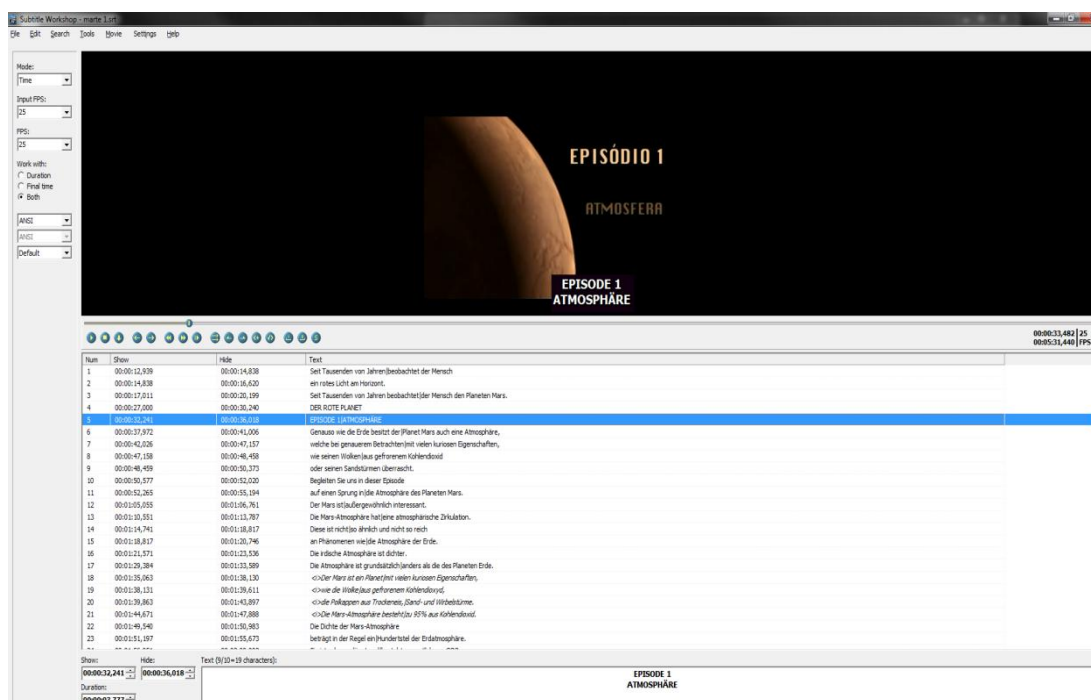 Subtitle Workshop - marte 1.srt
File Edit Search Tools Movie Settings Help
Mode:
Time
Input FPS:
25
FPS:
25
Work with:
Duration
Final time
Both
ANSI
ANSI
Default
EPISÓDIO 1
ATMOSFERA
EPISODE 1
ATMOSPHÄRE
00:00:33,482 25
00:05:31,440 FPS
Num Show Hide Text
1 00:00:12,939 00:00:14,838 Seit Tausenden von Jahren|beobachtet der Mensch
2 00:00:14,838 00:00:16,620 ein rotes Licht am Horizont.
3 00:00:17,011 00:00:20,199 Seit Tausenden von Jahren beobachtet|der Mensch den Planeten Mars.
4 00:00:27,000 00:00:30,240 DER ROTE PLANET
5 00:00:32,241 00:00:36,018 EPISODE 1|ATMOSPHÄRE
6 00:00:37,972 00:00:41,006 Genauso wie die Erde besitzt der|Planet Mars auch eine Atmosphäre,
7 00:00:42,026 00:00:47,157 welche bei genauerem Betrachten|mit vielen kuriosen Eigenschaften,
8 00:00:47,158 00:00:48,458 wie seinen Wolken|aus gefrorenem Kohlendioxid
9 00:00:48,459 00:00:50,373 oder seinen Sandstürmen überrascht.
10 00:00:50,577 00:00:52,020 Begleiten Sie uns in dieser Episode
11 00:00:52,265 00:00:55,194 auf einen Sprung in|die Atmosphäre des Planeten Mars.
12 00:01:05,055 00:01:06,761 Der Mars ist|außergewöhnlich interessant.
13 00:01:10,551 00:01:13,787 Die Mars-Atmosphäre hat|eine atmosphärische Zirkulation.
14 00:01:14,741 00:01:18,817 Diese ist nicht|so ähnlich und nicht so reich
15 00:01:18,817 00:01:20,746 an Phänomenen wie|die Atmosphäre der Erde.
16 00:01:21,571 00:01:23,536 Die irdische Atmosphäre ist dichter.
17 00:01:29,384 00:01:33,589 Die Atmosphäre ist grundsätzlich|anders als die des Planeten Erde.
18 00:01:35,063 00:01:38,130 <i>Der Mars ist ein Planet|mit vielen kuriosen Eigenschaften,
19 00:01:38,131 00:01:39,611 <i>wie die Wolke|aus gefrorenem Kohlendioxyd,
20 00:01:39,863 00:01:43,897 <i>die Polkappen aus Trockeneis, |Sand- und Wirbelstürme.
21 00:01:44,671 00:01:47,888 <i>Die Mars-Atmosphäre besteht|zu 95% aus Kohlendioxid.
22 00:01:49,540 00:01:50,983 Die Dichte der Mars-Atmosphäre
23 00:01:51,197 00:01:55,673 beträgt in der Regel ein|Hundertstel der Erdatmosphäre.
Show: Hide: Text (9/10=19 characters):
00:00:32,241 00:00:36,018 EPISODE 1
ATMOSPHÄRE
Duration:
00:00:03,777